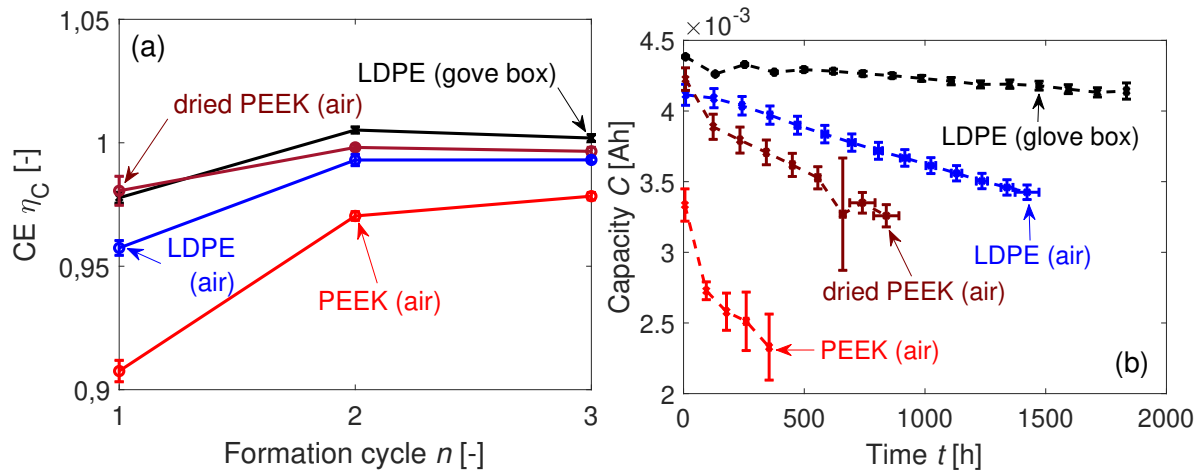 (a)
1,05
1
0,95
0,9
CE ηC [-]
LDPE (gove box)
dried PEEK (air)
LDPE
(air)
PEEK (air)
1
2
3
Formation cycle n [-]
×10⁻³
4.5
4
3.5
3
2.5
2
Capacity C [Ah]
LDPE (glove box)
LDPE (air)
dried PEEK (air)
PEEK (air)
(b)
0
500
1000
1500
2000
Time t [h]